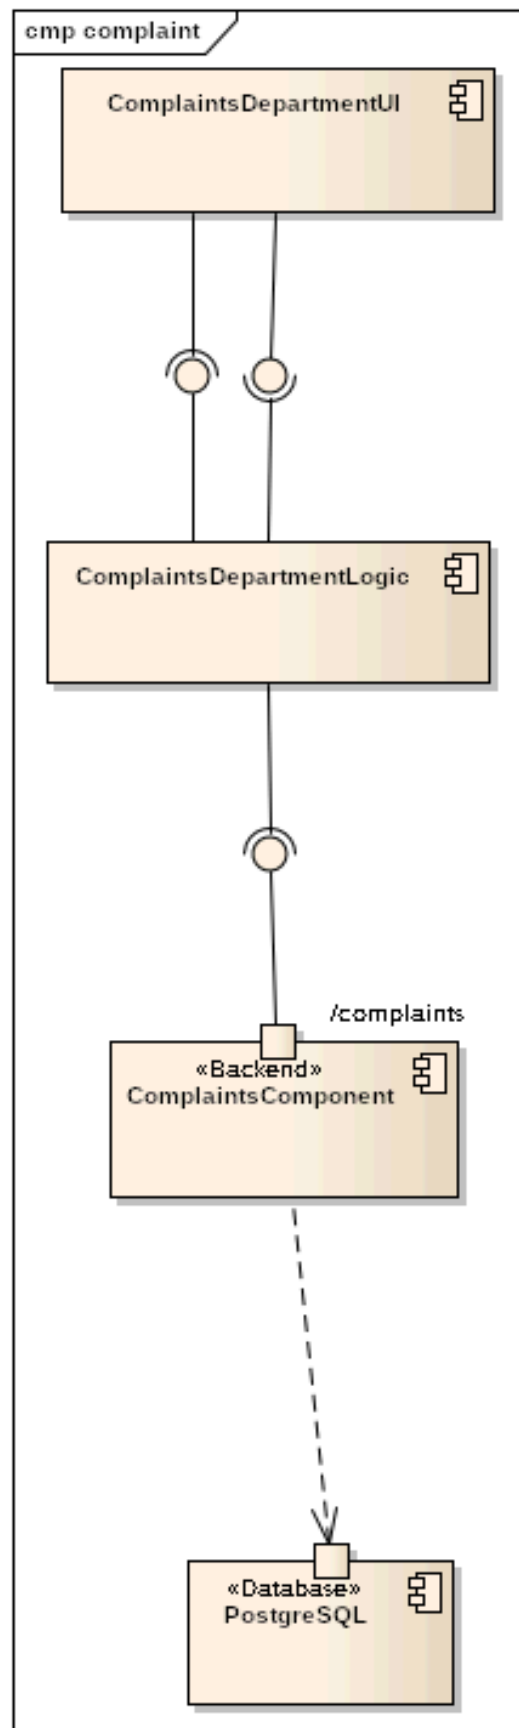 cmp complaint
ComplaintsDepartmentUI
ComplaintsDepartmentLogic
/complaints
«Backend»
ComplaintsComponent
«Database»
PostgreSQL